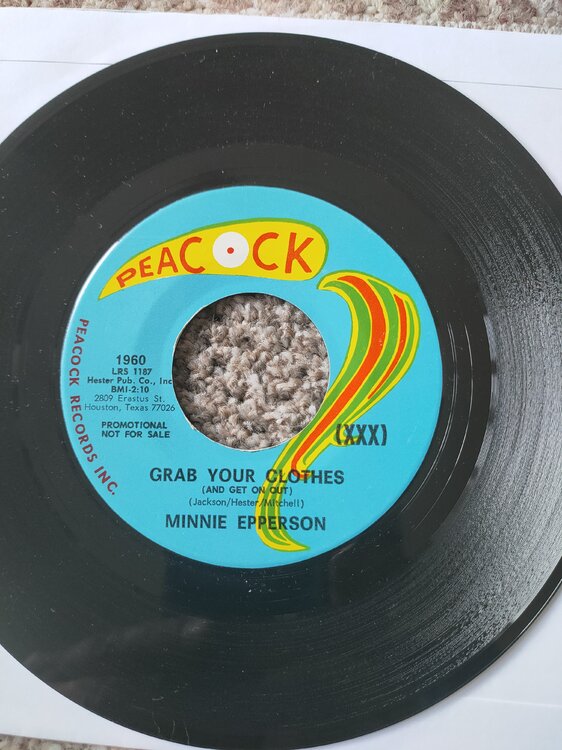 PEACOCK
PEACOCK RECORDS INC.
1960
LRS 1187
Hester Pub. Co., Inc
BMI-2:10
2809 Erastus St.
Houston, Texas 77026
PROMOTIONAL
NOT FOR SALE
(XXX)
GRAB YOUR CLOTHES
(AND GET ON OUT)
(Jackson/Hester/Mitchell)
MINNIE EPPERSON